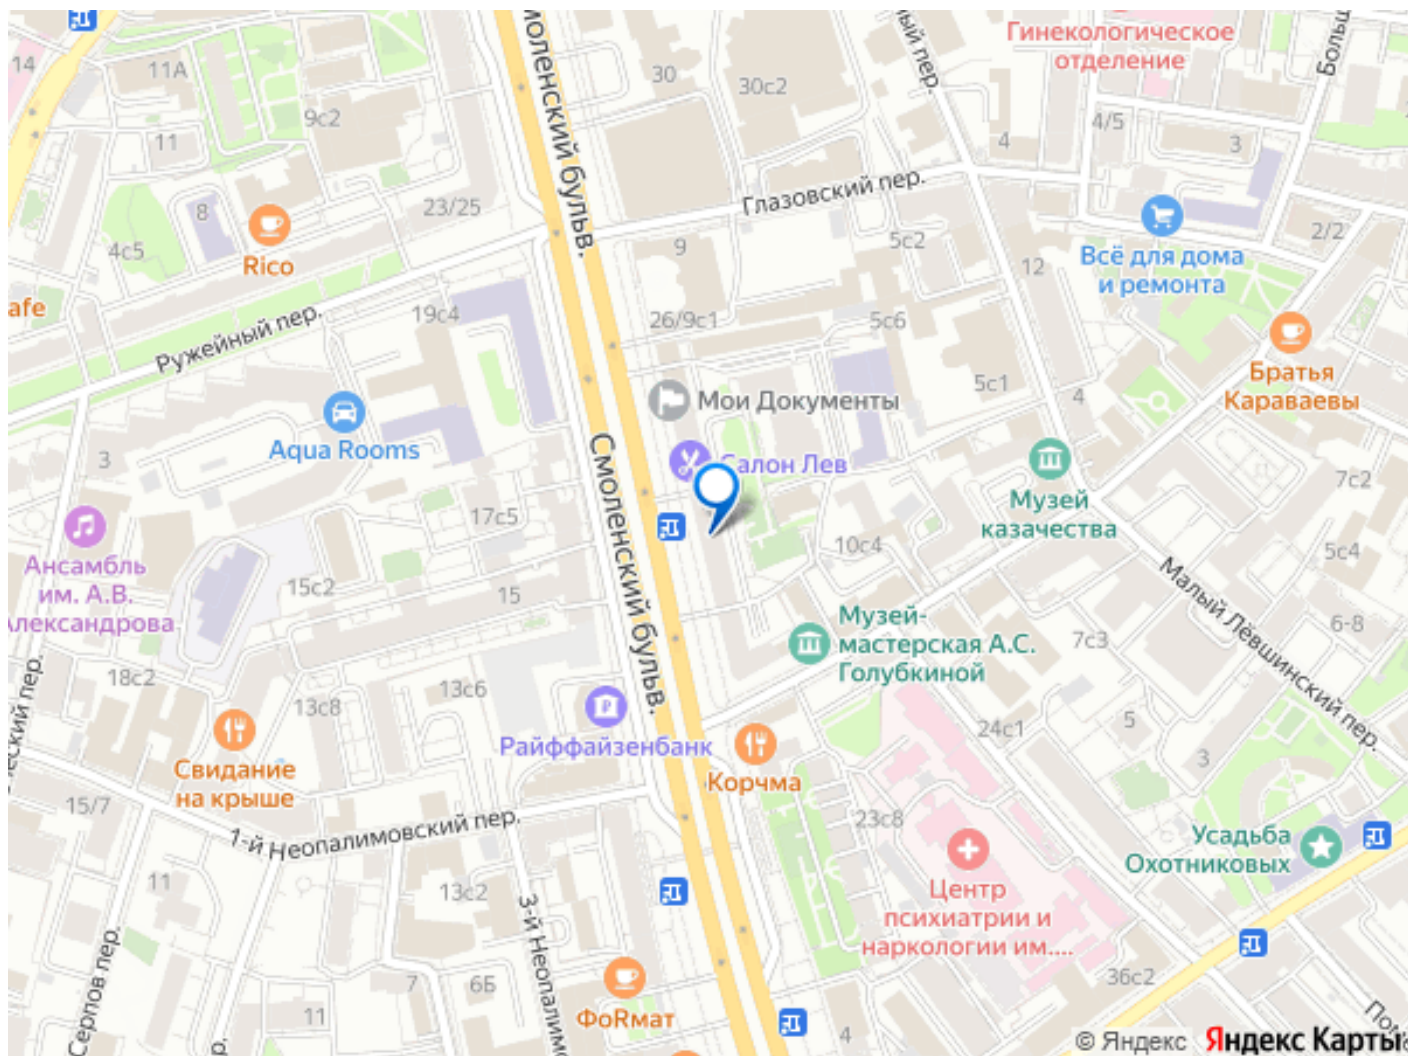 14
11А
9с2
11
8
4с5
Rico
23/25
30
30с2
Гинекологическое
отделение
4/5
3
4
Глазовский пер.
Смоленский бульв.
9
5с2
12
2/2
Всё для дома
и ремонта
Братья
Караваевы
Ружейный пер.
19с4
26/9с1
5с6
5с1
4
Мои Документы
Aqua Rooms
3
Салон Лев
Смоленский бульв.
17с5
15с2
15
10с4
Музей
казачества
7с2
5с4
6-8
Малый Лёвшинский пер.
Ансамбль
им. А.В.
Александрова
Музей-
мастерская А.С.
Голубкиной
7с3
18с2
13с8
13с6
24с1
5
3
Райффайзенбанк
Корчма
Свидание
на крыше
15/7
1-й Неопалимовский пер.
23с8
Усадьба
Охотниковых
11
13с2
Центр
психиатрии и
наркологии им....
Серпов пер.
7
6Б
11
3-й Неопалимо
ФоRмат
36с2
4
© Яндекс Яндекс Карты